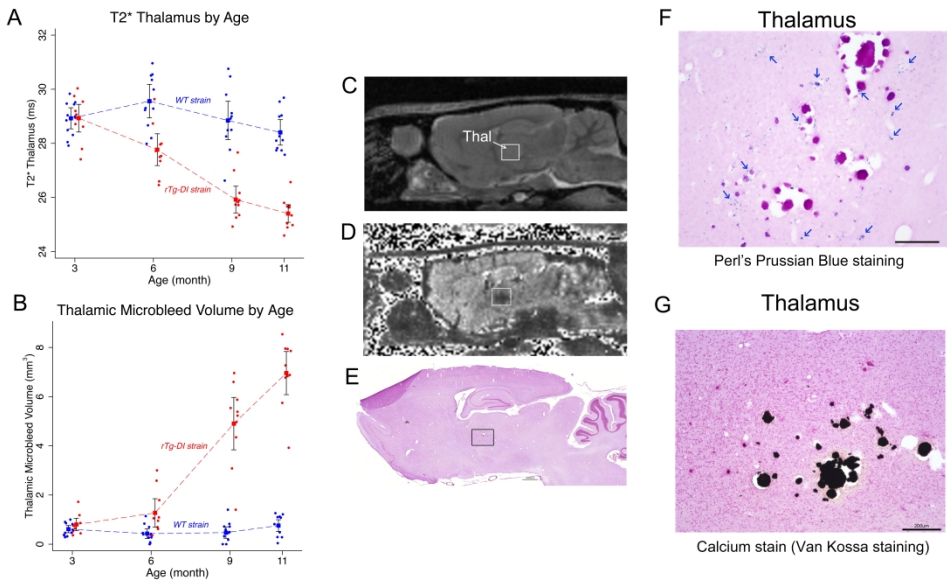 A
T2* Thalamus by Age
T2* Thalamus (ms)
32
30
28
26
24
WT strain
rTg-DI strain
3
6
9
11
Age (month)
B
Thalamic Microbleed Volume by Age
Thalamic Microbleed Volume (mm³)
8
6
4
2
0
rTg-DI strain
WT strain
3
6
9
11
Age (month)
C
Thal
D
E
F
Thalamus
Perl's Prussian Blue staining
G
Thalamus
200μm
Calcium stain (Van Kossa staining)